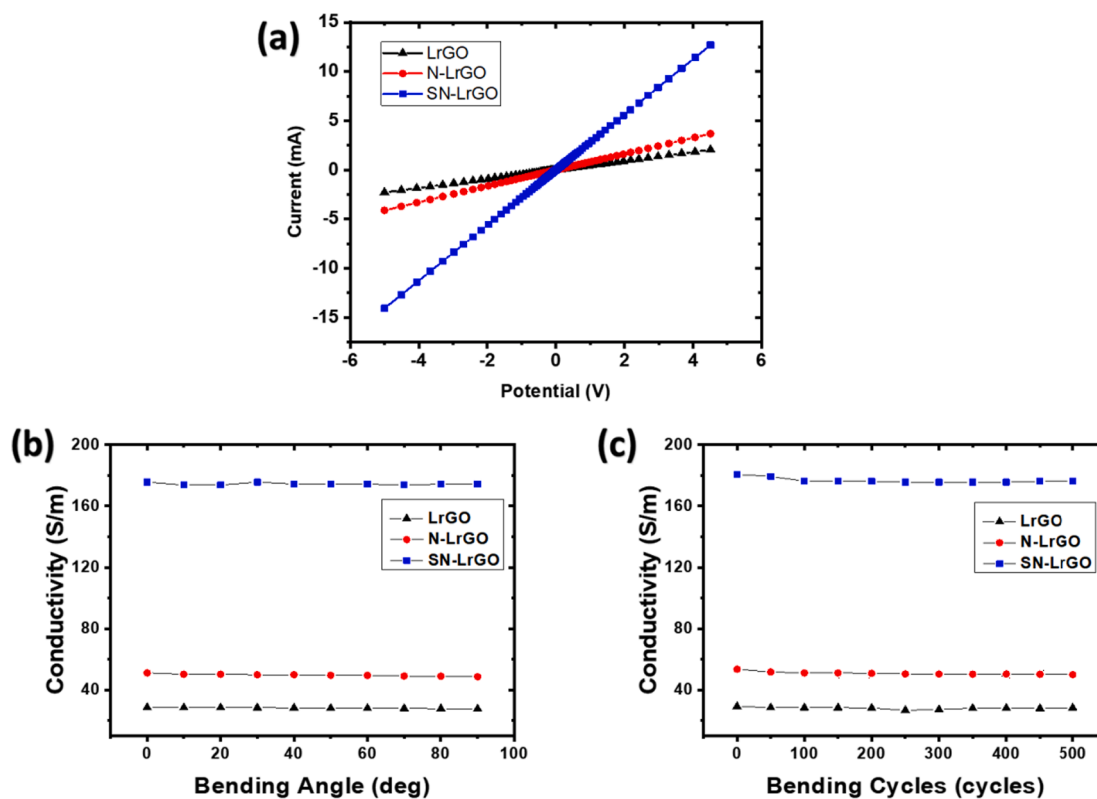 (a)
15
10
5
0
-5
-10
-15
Current (mA)
LrGO
N-LrGO
SN-LrGO
-6 -4 -2 0 2 4 6
Potential (V)
(b)
200
160
120
80
40
Conductivity (S/m)
LrGO
N-LrGO
SN-LrGO
0 20 40 60 80 100
Bending Angle (deg)
(c)
200
160
120
80
40
Conductivity (S/m)
LrGO
N-LrGO
SN-LrGO
0 100 200 300 400 500
Bending Cycles (cycles)